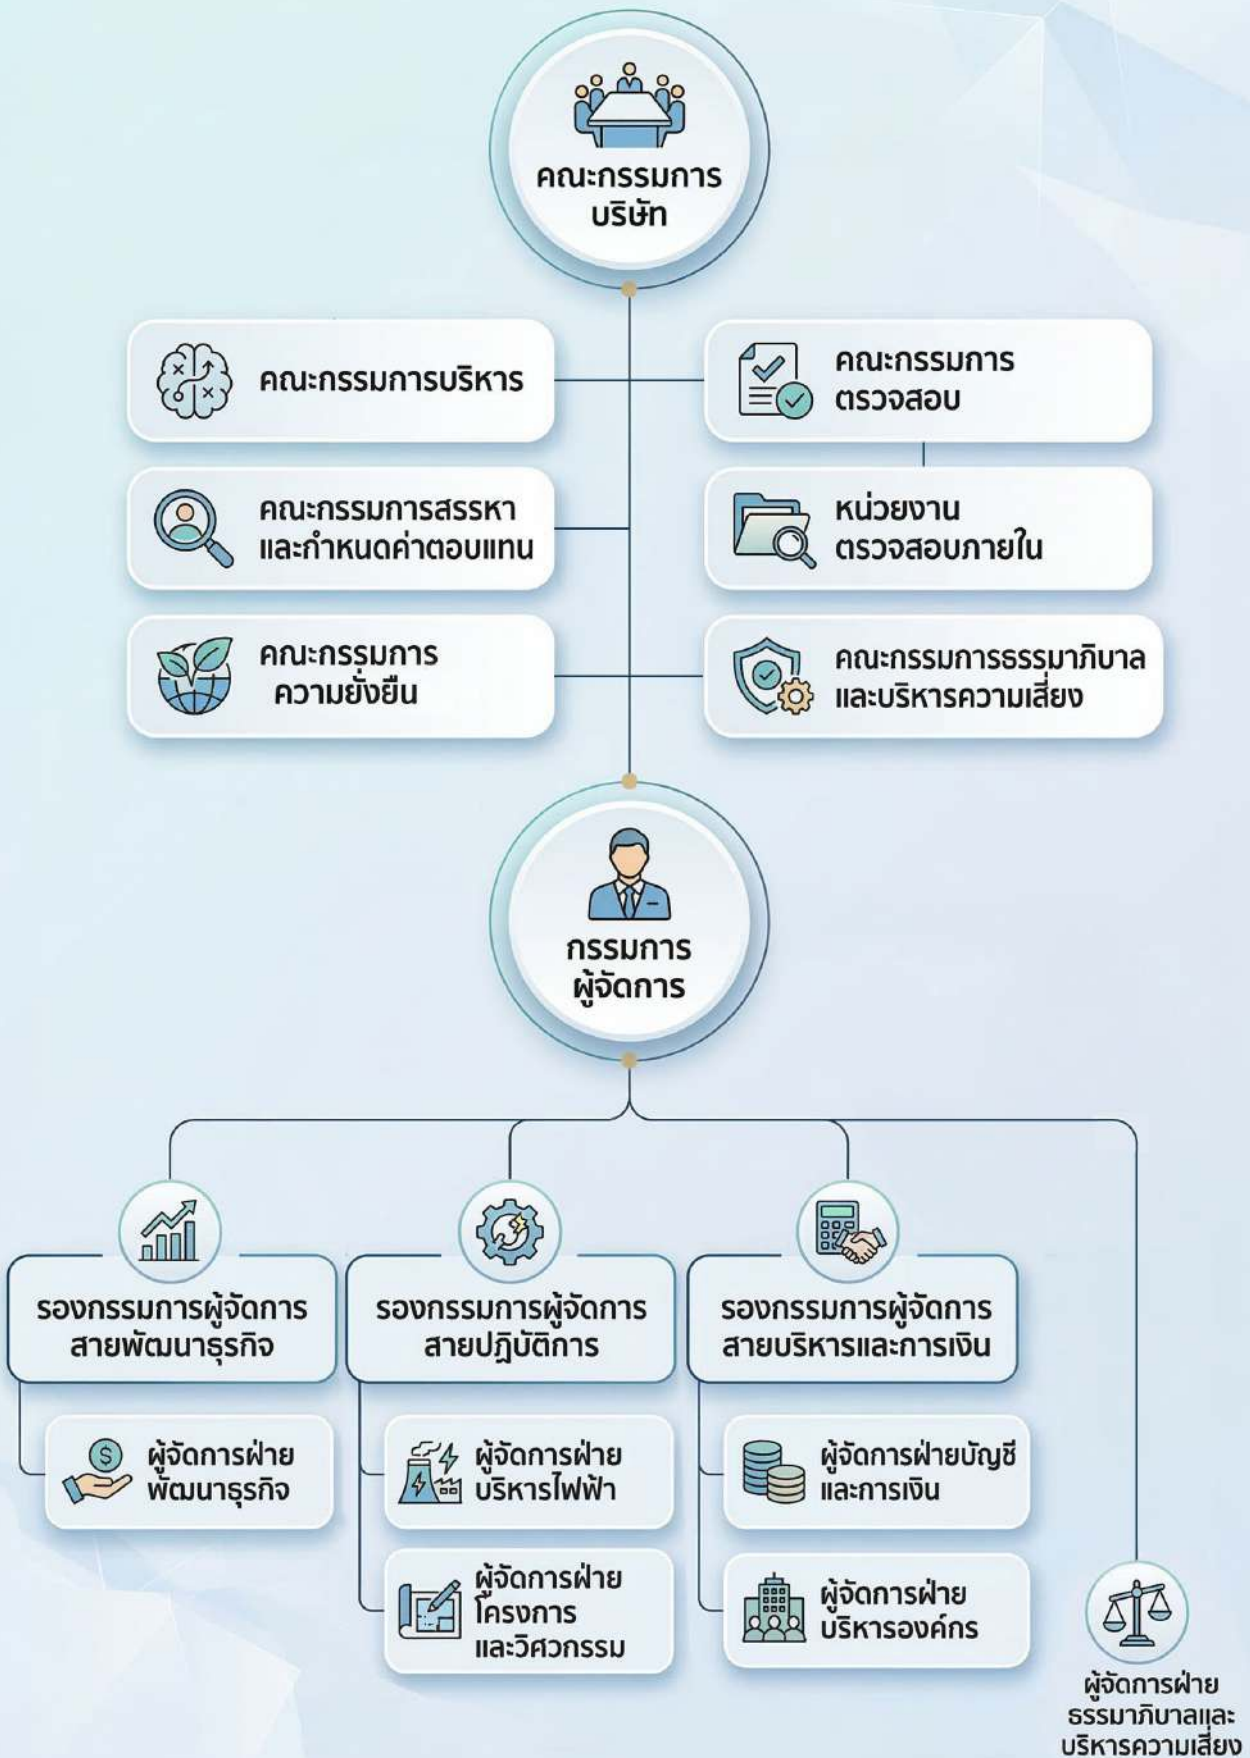 คณะกรรมการ
บริษัท
คณะกรรมการบริหาร
คณะกรรมการ
ตรวจสอบ
คณะกรรมการสรรหา
และกำหนดค่าตอบแทน
หน่วยงาน
ตรวจสอบภายใน
คณะกรรมการ
ความยั่งยืน
คณะกรรมการธรรมาภิบาล
และบริหารความเสี่ยง
กรรมการ
ผู้จัดการ
รองกรรมการผู้จัดการ
สายพัฒนาธุรกิจ
ผู้จัดการฝ่าย
พัฒนาธุรกิจ
รองกรรมการผู้จัดการ
สายปฏิบัติการ
ผู้จัดการฝ่าย
บริหารไฟฟ้า
ผู้จัดการฝ่าย
โครงการ
และวิศวกรรม
รองกรรมการผู้จัดการ
สายบริหารและการเงิน
ผู้จัดการฝ่ายบัญชี
และการเงิน
ผู้จัดการฝ่าย
บริหารองค์กร
ผู้จัดการฝ่าย
ธรรมาภิบาลและ
บริหารความเสี่ยง